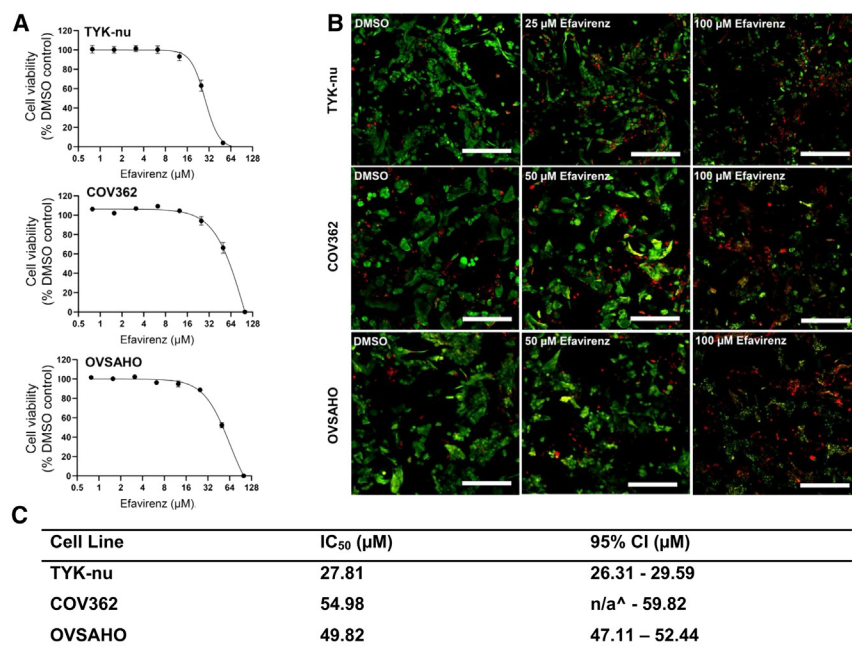 A
TYK-nu
Cell viability
(% DMSO control)
120
100
80
60
40
20
0
0.5 1 2 4 8 16 32 64 128
Efavirenz (µM)
COV362
Cell viability
(% DMSO control)
120
100
80
60
40
20
0
0.5 1 2 4 8 16 32 64 128
Efavirenz (µM)
OVSAHO
Cell viability
(% DMSO control)
120
100
80
60
40
20
0
0.5 1 2 4 8 16 32 64 128
Efavirenz (µM).
B
TYK-nu
DMSO
25 µM Efavirenz
100 µM Efavirenz
COV362
DMSO
50 µM Efavirenz
100 µM Efavirenz
OVSAHO
DMSO
50 µM Efavirenz
100 µM Efavirenz
C
Cell Line IC₅₀ (µM) 95% CI (µM)
TYK-nu 27.81 26.31 - 29.59
COV362 54.98 n/a^ - 59.82
OVSAHO 49.82 47.11 – 52.44